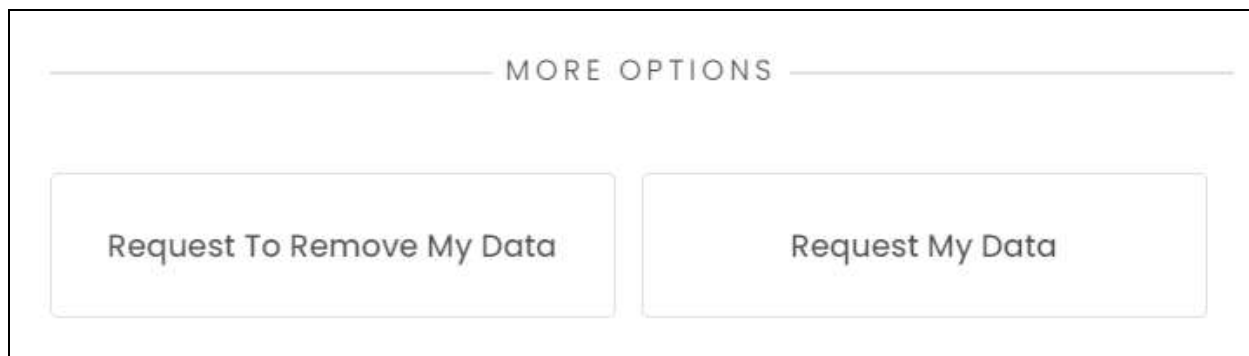 MORE OPTIONS
Request To Remove My Data
Request My Data